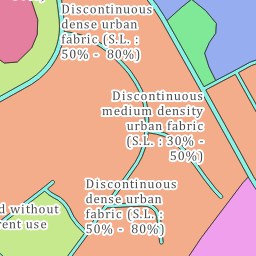 Discontinuous
dense urban
fabric (S.L. :
50% - 80%)
Discontinuous
medium density
urban fabric
(S.L. : 30% -
50%)
Discontinuous
dense urban
fabric (S.L. :
50% - 80%)
without
use